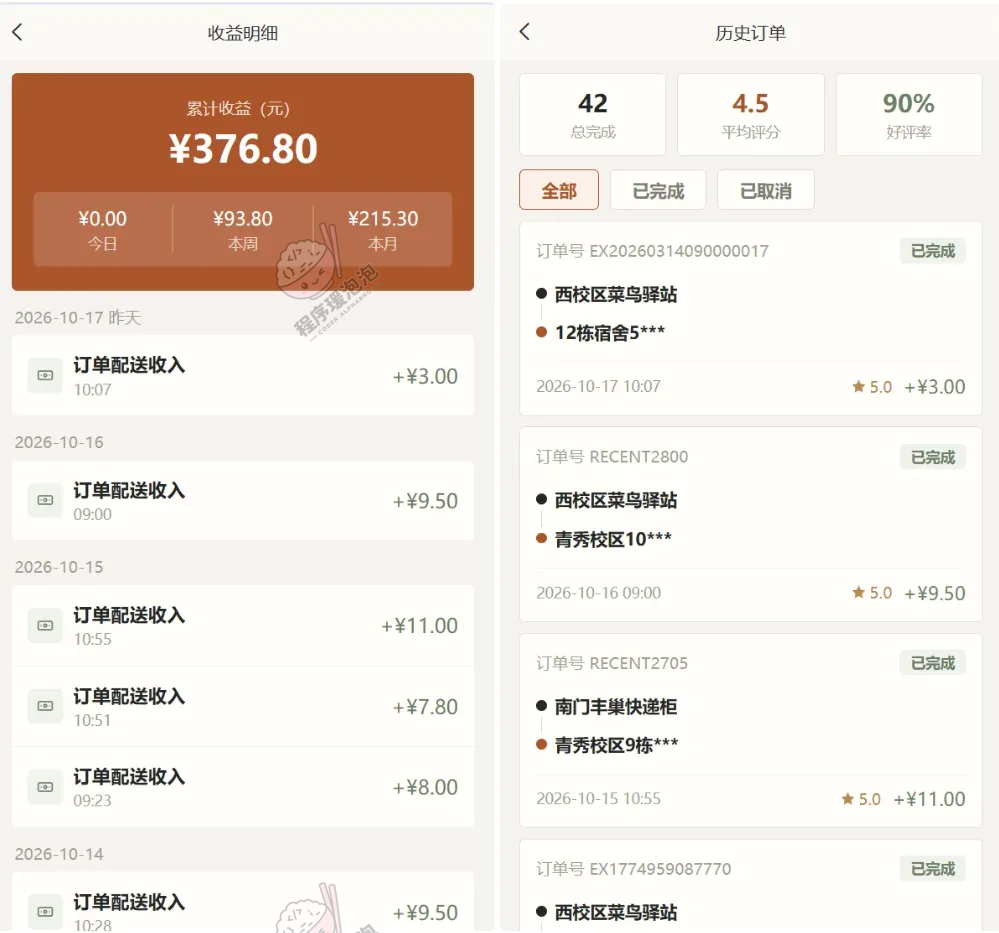 收益明细
累计收益（元）
¥376.80
¥0.00
今日
¥93.80
本周
¥215.30
本月
程序瑗泡泡
CODER ALPHABAO
2026-10-17 昨天
订单配送收入
10:07
+¥3.00
2026-10-16
订单配送收入
09:00
+¥9.50
2026-10-15
订单配送收入
10:55
+¥11.00
订单配送收入
10:51
+¥7.80
订单配送收入
09:23
+¥8.00
2026-10-14
订单配送收入
10:28
+¥9.50
历史订单
42
总完成
4.5
平均评分
90%
好评率
全部
已完成
已取消
订单号 EX20260314090000017
已完成
西校区菜鸟驿站
12栋宿舍5***
2026-10-17 10:07
★ 5.0 +¥3.00
订单号 RECENT2800
已完成
西校区菜鸟驿站
青秀校区10***
2026-10-16 09:00
★ 5.0 +¥9.50
订单号 RECENT2705
已完成
南门丰巢快递柜
青秀校区9栋***
2026-10-15 10:55
★ 5.0 +¥11.00
订单号 EX1774959087770
已完成
西校区菜鸟驿站